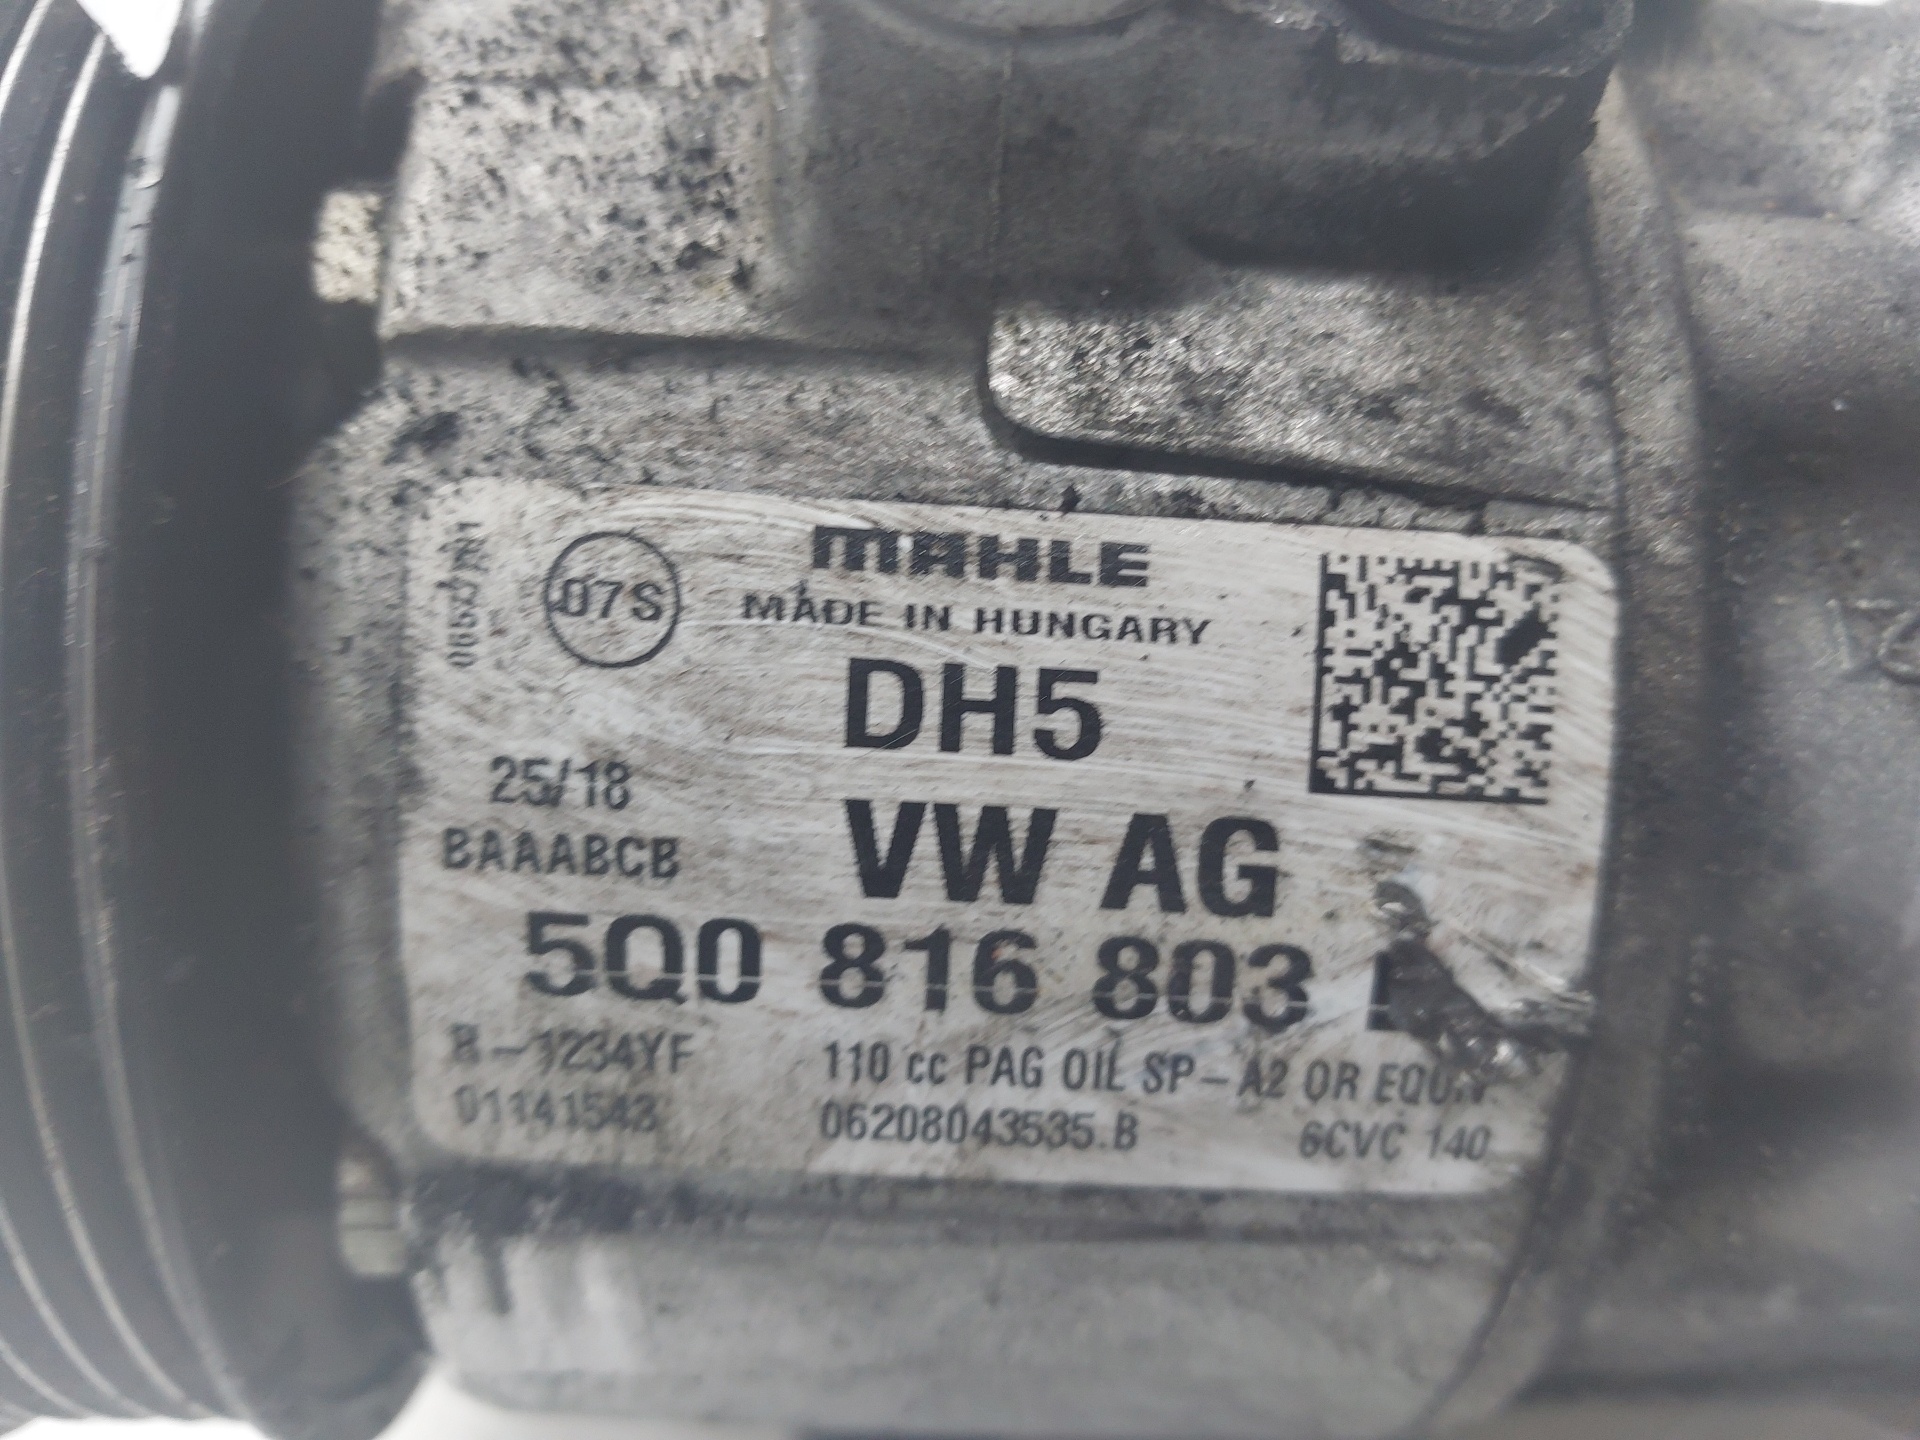 07S
MAHLE
MADE IN HUNGARY
DH5
25/18
VW AG
BAAABCB
5Q0 816 803
R-1234YF
110 cc PAG OIL SP-A2 OR
01141543
06208043535.B
6CVC 140